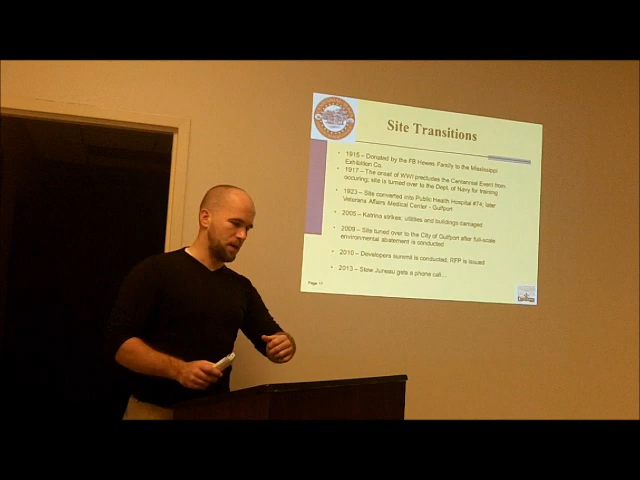 Site Transitions
• 1915 – Donated by the FB Hewes Family to the Mississippi
Exhibition Co.
• 1917 – The onset of WWI precludes the Centennial Event from
occuring; site is turned over to the Dept. of Navy for training
• 1923 – Site converted into Public Health Hospital #74; later
Veterans Affairs Medical Center - Gulfport
• 2005 – Katrina strikes: utilities and buildings damaged
• 2009 – Site tuned over to the City of Gulfport after full-scale
environmental abatement is conducted
• 2010 – Developers summit is conducted; RFP is issued
• 2013 – Stew Juneau gets a phone call...
Page 17